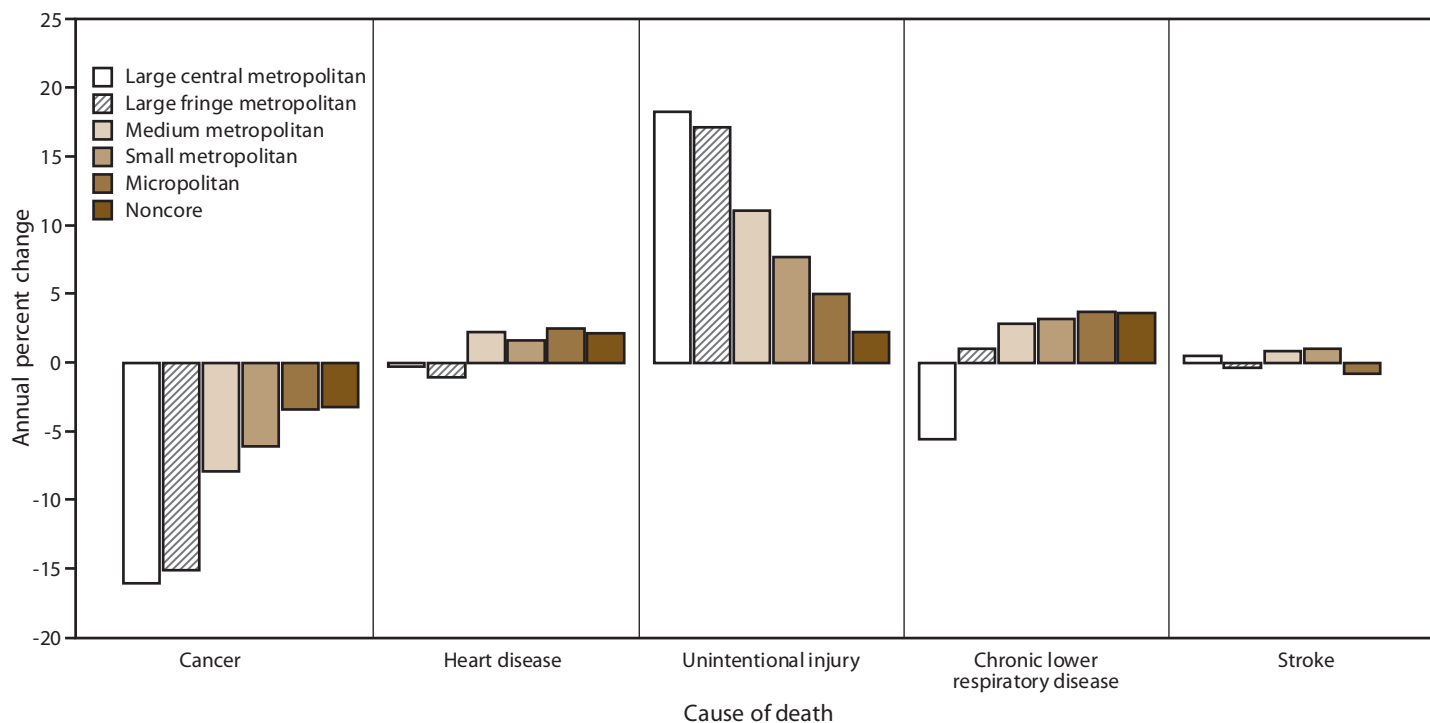 25
20
15
10
5
0
-5
-10
-15
-20
Annual percent change
Large central metropolitan
Large fringe metropolitan
Medium metropolitan
Small metropolitan
Micropolitan
Noncore
Cancer
Heart disease
Unintentional injury
Chronic lower
respiratory disease
Stroke
Cause of death